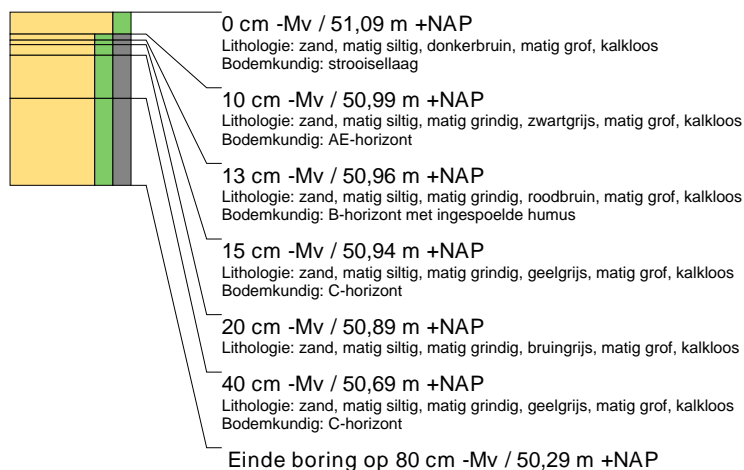 0 cm -Mv / 51,09 m +NAP
Lithologie: zand, matig siltig, donkerbruin, matig grof, kalkloos
Bodemkundig: strooisellaag
10 cm -Mv / 50,99 m +NAP
Lithologie: zand, matig siltig, matig grindig, zwartgrijs, matig grof, kalkloos
Bodemkundig: AE-horizont
13 cm -Mv / 50,96 m +NAP
Lithologie: zand, matig siltig, matig grindig, roodbruin, matig grof, kalkloos
Bodemkundig: B-horizont met ingespoelde humus
15 cm -Mv / 50,94 m +NAP
Lithologie: zand, matig siltig, matig grindig, geelgrijs, matig grof, kalkloos
Bodemkundig: C-horizont
20 cm -Mv / 50,89 m +NAP
Lithologie: zand, matig siltig, matig grindig, bruingrijs, matig grof, kalkloos
40 cm -Mv / 50,69 m +NAP
Lithologie: zand, matig siltig, matig grindig, geelgrijs, matig grof, kalkloos
Bodemkundig: C-horizont
Einde boring op 80 cm -Mv / 50,29 m +NAP